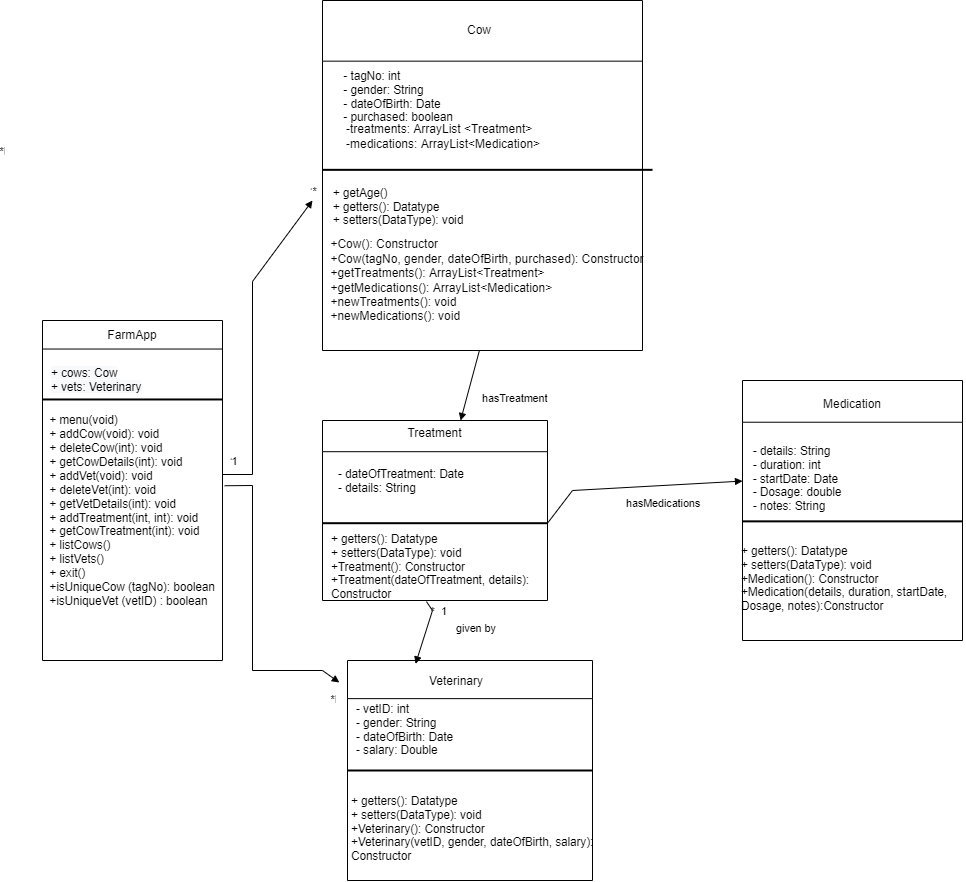 Cow
- tagNo: int
- gender: String
- dateOfBirth: Date
- purchased: boolean
-treatments: ArrayList <Treatment>
-medications: ArrayList<Medication>
+ getAge()
+ getters(): Datatype
+ setters(DataType): void
+Cow(): Constructor
+Cow(tagNo, gender, dateOfBirth, purchased): Constructor
+getTreatments(): ArrayList<Treatment>
+getMedications(): ArrayList<Medication>
+newTreatments(): void
+newMedications(): void
*
*
FarmApp
+ cows: Cow
+ vets: Veterinary
+ menu(void)
+ addCow(void): void
+ deleteCow(int): void
+ getCowDetails(int): void
+ addVet(void): void
+ deleteVet(int): void
+ getVetDetails(int): void
+ addTreatment(int, int): void
+ getCowTreatment(int): void
+ listCows()
+ listVets()
+ exit()
+isUniqueCow (tagNo): boolean
+isUniqueVet (vetID) : boolean
1
hasTreatment
Treatment
- dateOfTreatment: Date
- details: String
+ getters(): Datatype
+ setters(DataType): void
+Treatment(): Constructor
+Treatment(dateOfTreatment, details):
Constructor
hasMedications
Medication
- details: String
- duration: int
- startDate: Date
- Dosage: double
- notes: String
+ getters(): Datatype
+ setters(DataType): void
+Medication(): Constructor
+Medication(details, duration, startDate,
Dosage, notes):Constructor
* 1
given by
*
Veterinary
- vetID: int
- gender: String
- dateOfBirth: Date
- salary: Double
+ getters(): Datatype
+ setters(DataType): void
+Veterinary(): Constructor
+Veterinary(vetID, gender, dateOfBirth, salary):
Constructor